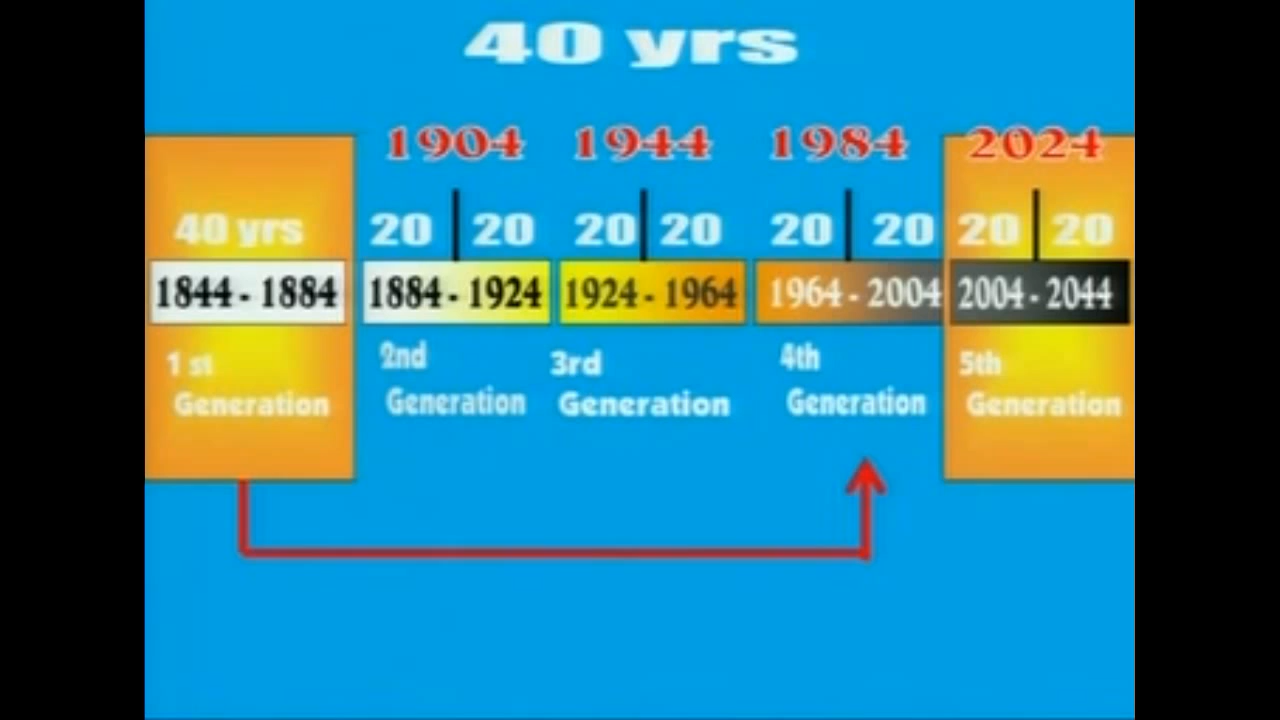 40 yrs
1904 1944 1984 2024
40 yrs 20 20 20 20 20 20 20 20
1844 - 1884 1884 - 1924 1924 - 1964 1964 - 2004 2004 - 2044
1 st 2nd 3rd 4th 5th
Generation Generation Generation Generation Generation